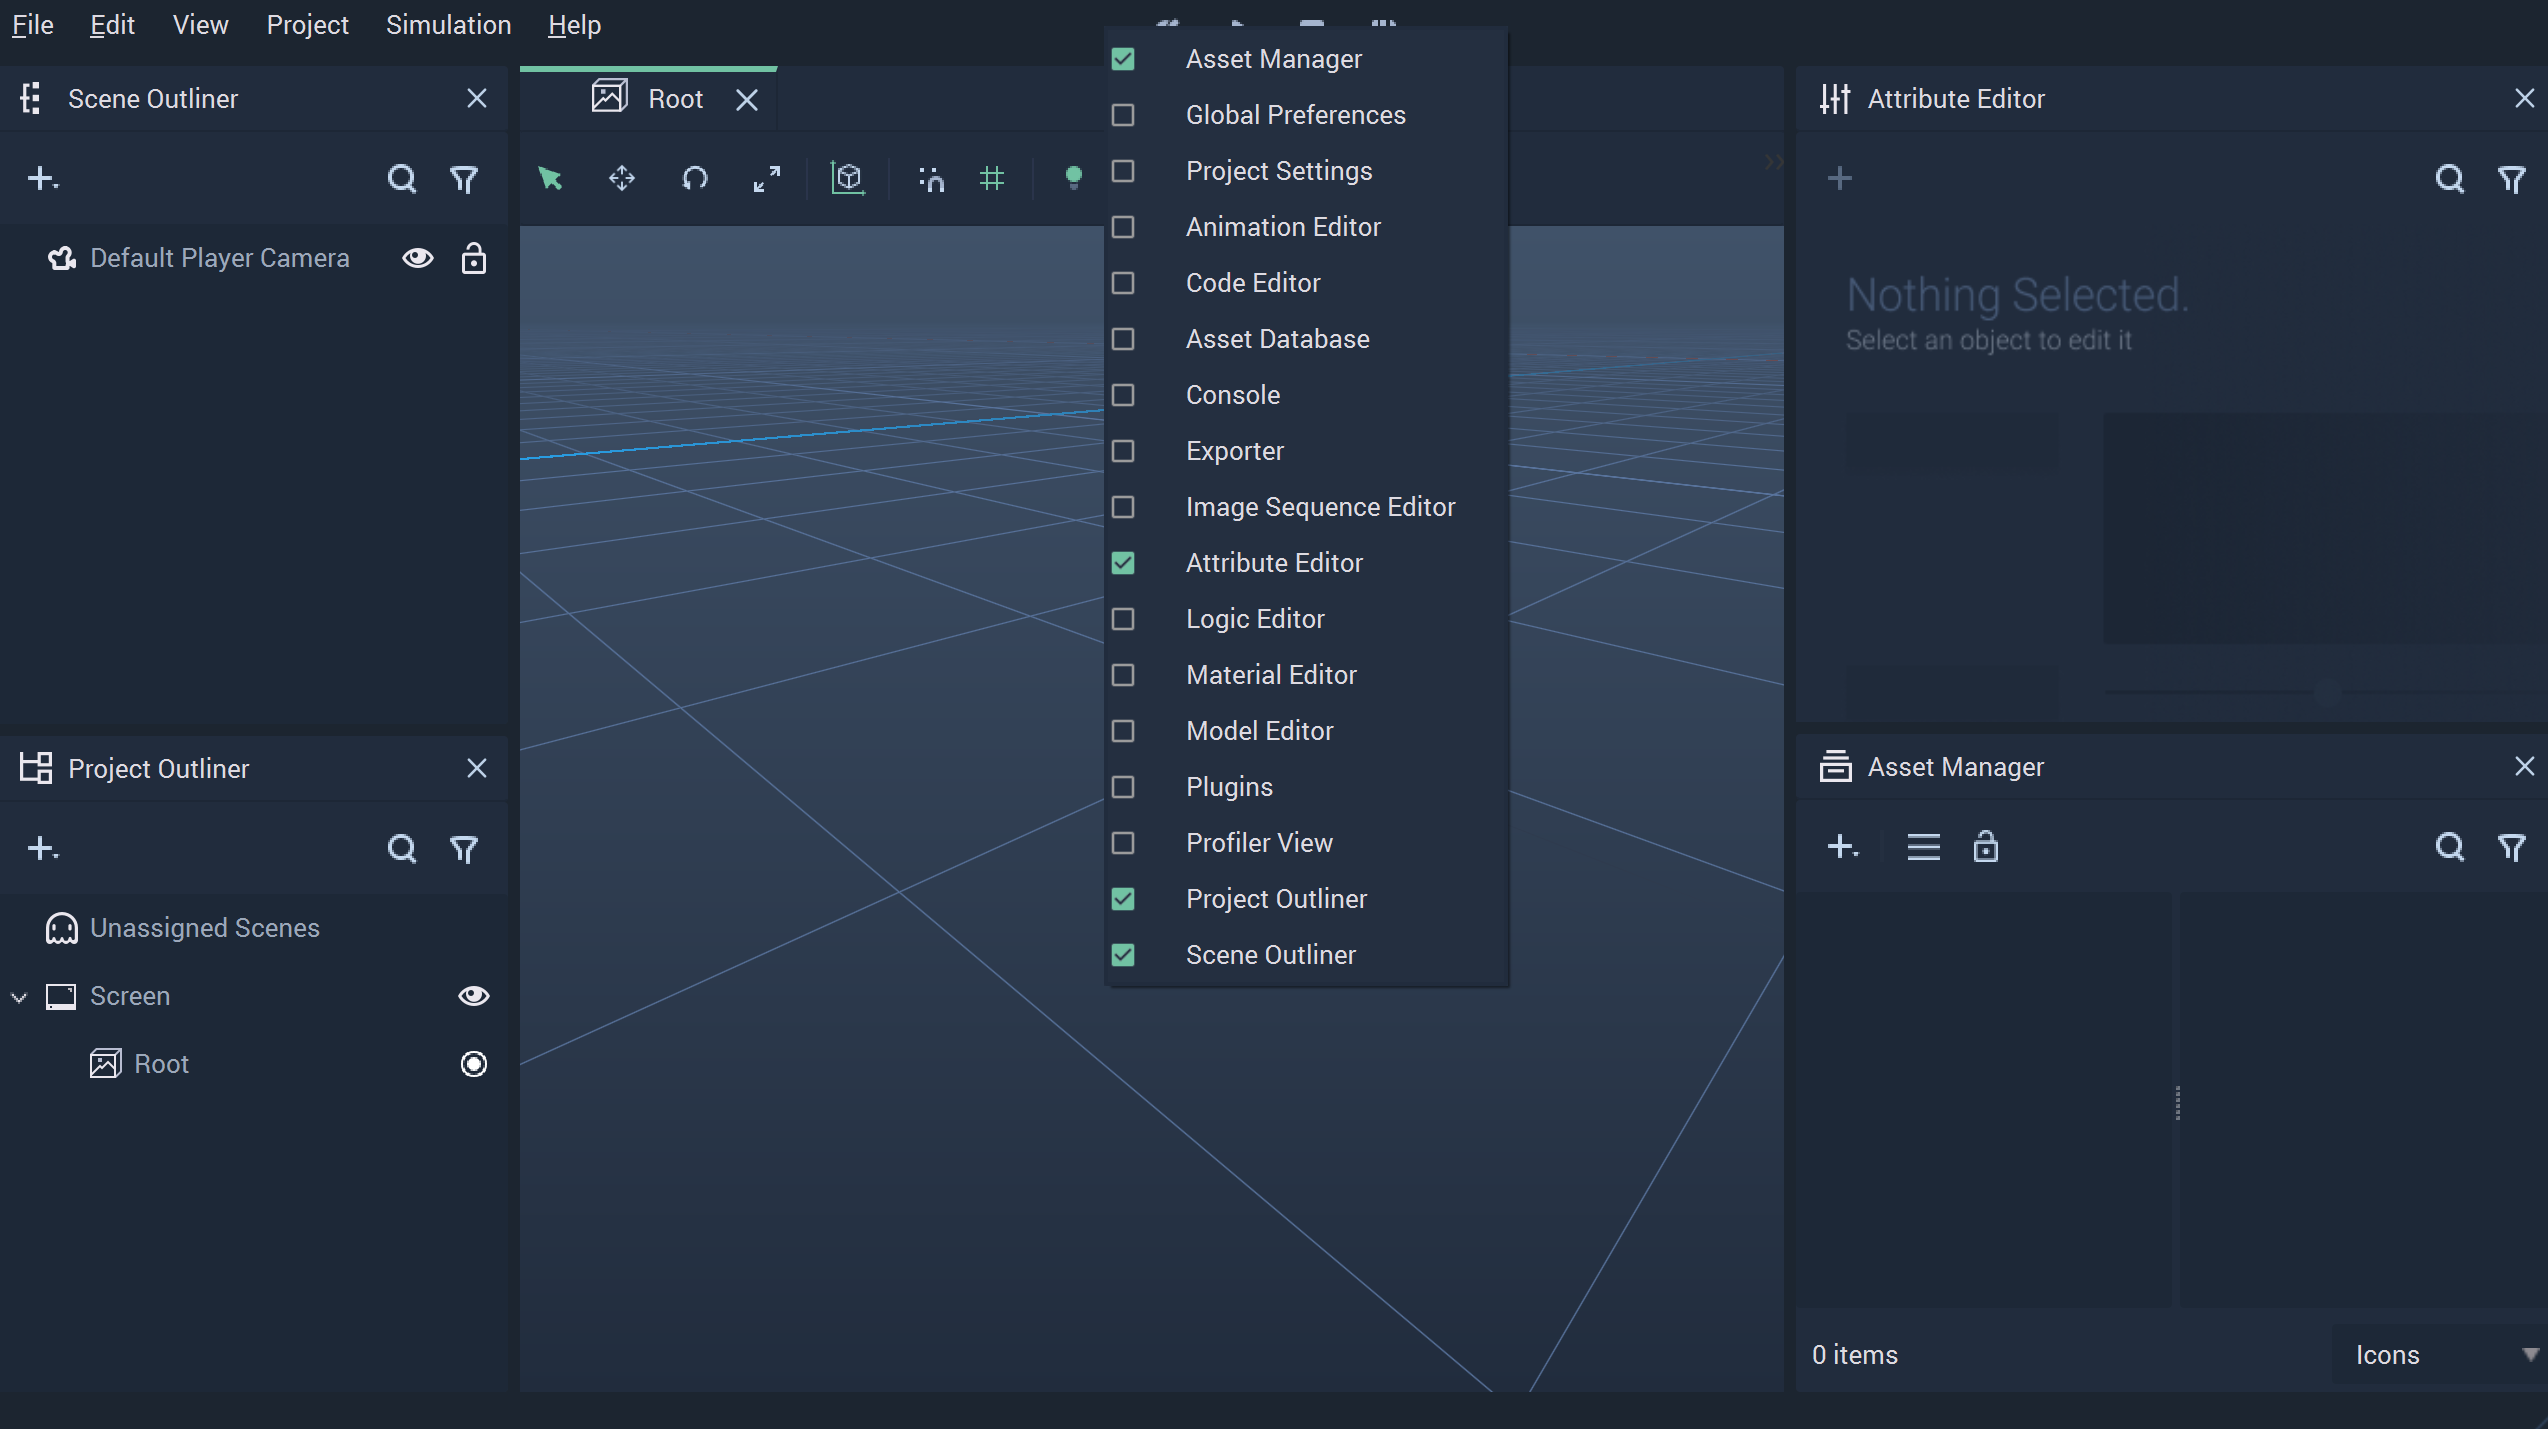 File Edit View Project Simulation Help
Scene Outliner
Default Player Camera
Project Outliner
Unassigned Scenes
Screen
Root
Root
Asset Manager
Global Preferences
Project Settings
Animation Editor
Code Editor
Asset Database
Console
Exporter
Image Sequence Editor
Attribute Editor
Logic Editor
Material Editor
Model Editor
Plugins
Profiler View
Project Outliner
Scene Outliner
Attribute Editor
Nothing Selected.
Select an object to edit it
Asset Manager
0 items
Icons